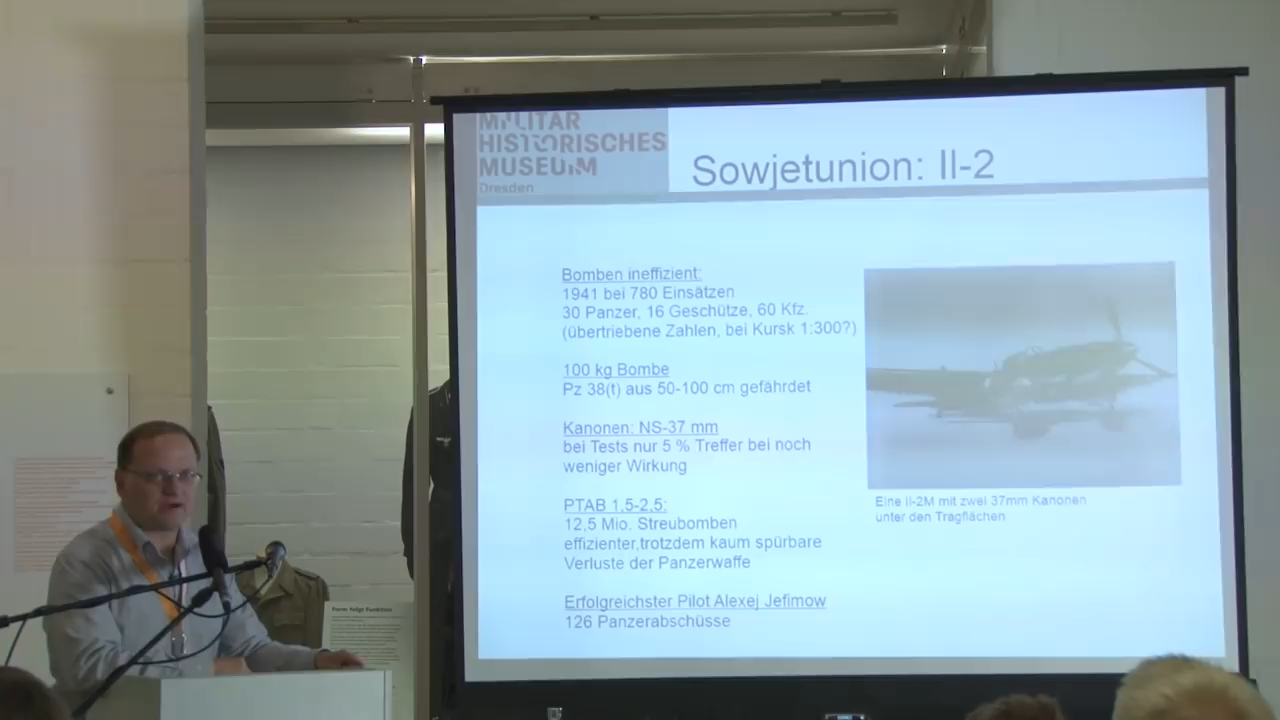 MILITÄR
HISTORISCHES
MUSEUM
Dresden
Sowjetunion: Il-2
Bomben ineffizient:
1941 bei 780 Einsätzen
30 Panzer, 16 Geschütze, 60 Kfz.
(übertriebene Zahlen, bei Kursk 1:300?)
100 kg Bombe
Pz 38(t) aus 50-100 cm gefährdet
Kanonen: NS-37 mm
bei Tests nur 5 % Treffer bei noch
weniger Wirkung
PTAB 1,5-2,5:
12,5 Mio. Streubomben
effizienter,trotzdem kaum spürbare
Verluste der Panzerwaffe
Erfolgreichster Pilot Alexej Jefimow
126 Panzerabschüsse
Eine Il-2M mit zwei 37mm Kanonen
unter den Tragflächen
Form folgt Funktion